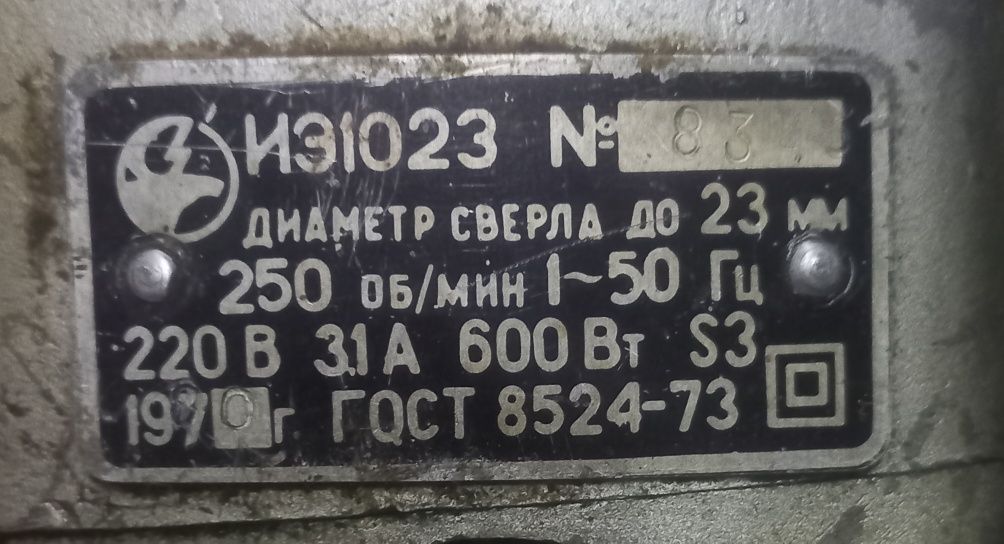 ИЭ1023 № 834
ДИАМЕТР СВЕРЛА ДО 23 ММ
250 ОБ/МИН 1~50 Гц
220 В 3.1 А 600 Вт S3
г. ГОСТ 8524-73